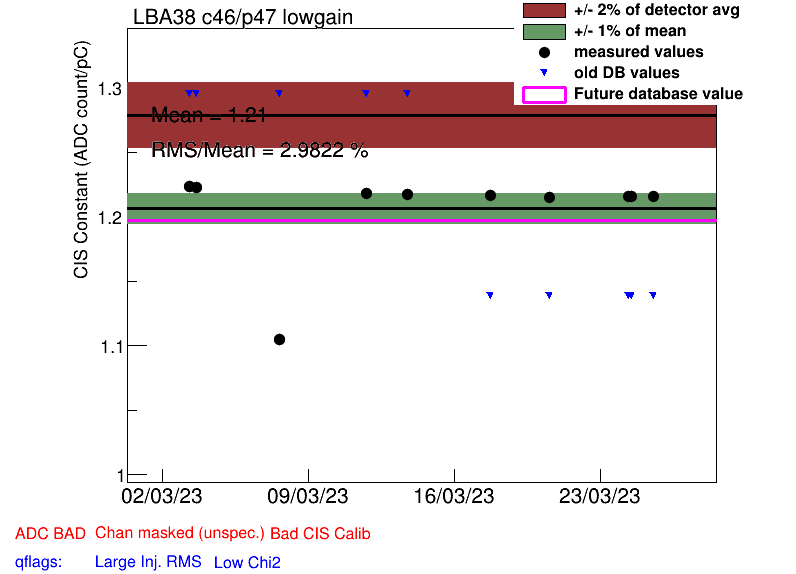 LBA38 c46/p47 lowgain
+/- 2% of detector avg
+/- 1% of mean
measured values
old DB values
Future database value
CIS Constant (ADC count/pC)
1.3
Mean = 1.21
RMS/Mean = 2.9822 %
1.2
1.1
1
02/03/23 09/03/23 16/03/23 23/03/23
ADC BAD Chan masked (unspec.) Bad CIS Calib
qflags: Large Inj. RMS Low Chi2